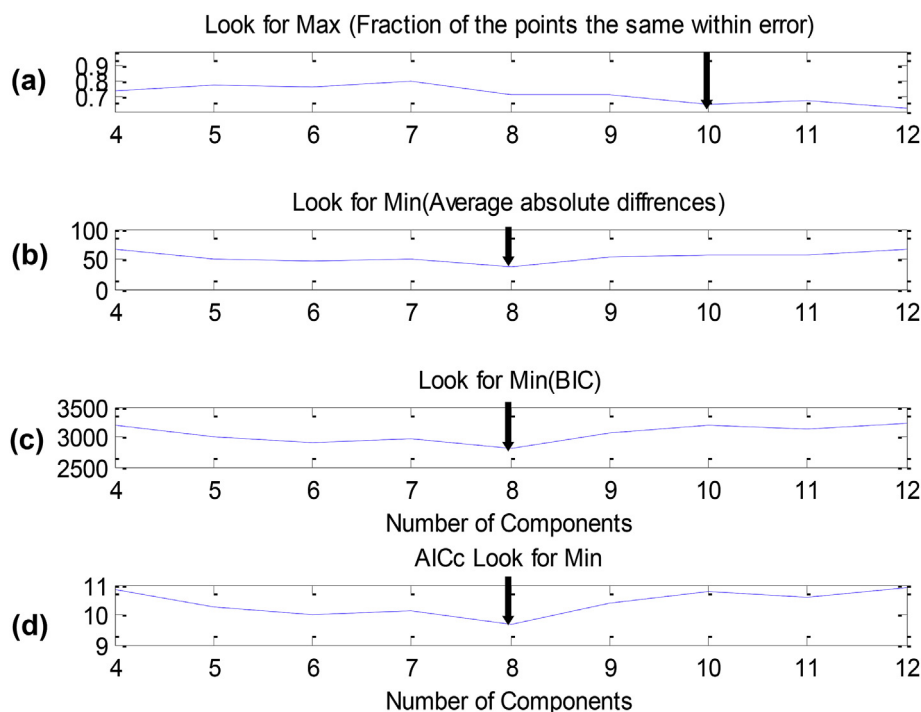 Look for Max (Fraction of the points the same within error)
(a)
0.9
0.8
0.7
4 5 6 7 8 9 10 11 12
Look for Min(Average absolute diffrences)
(b)
100
50
0
4 5 6 7 8 9 10 11 12
Look for Min(BIC)
(c)
3500
3000
2500
4 5 6 7 8 9 10 11 12
Number of Components
AICc Look for Min
(d)
11
10
9
4 5 6 7 8 9 10 11 12
Number of Components